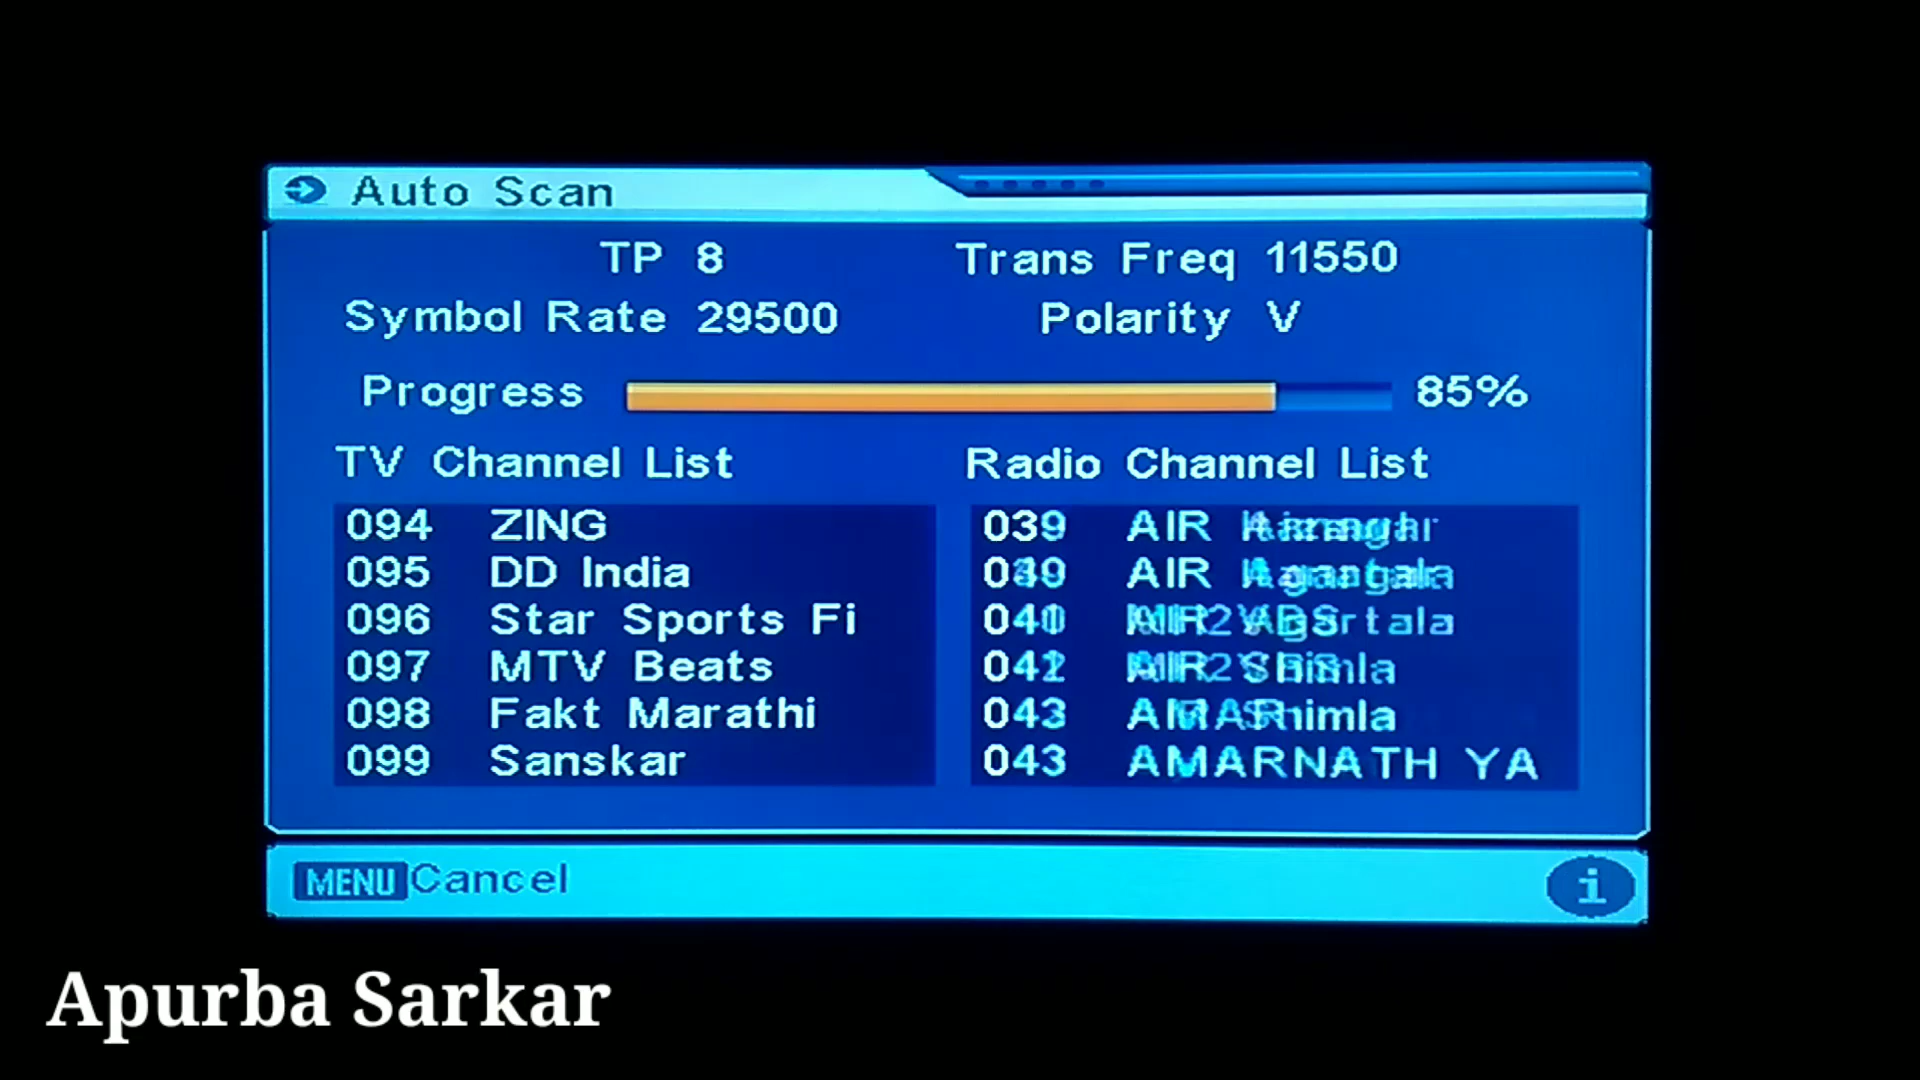 Auto Scan
TP 8 Trans Freq 11550
Symbol Rate 29500 Polarity V
Progress 85%
TV Channel List Radio Channel List
094 ZING 039 AIR
095 DD India AIR
096 Star Sports Fi
097 MTV Beats
098 Fakt Marathi 043
099 Sanskar 043 AMARNATH YA
MENU Cancel i
Apurba Sarkar